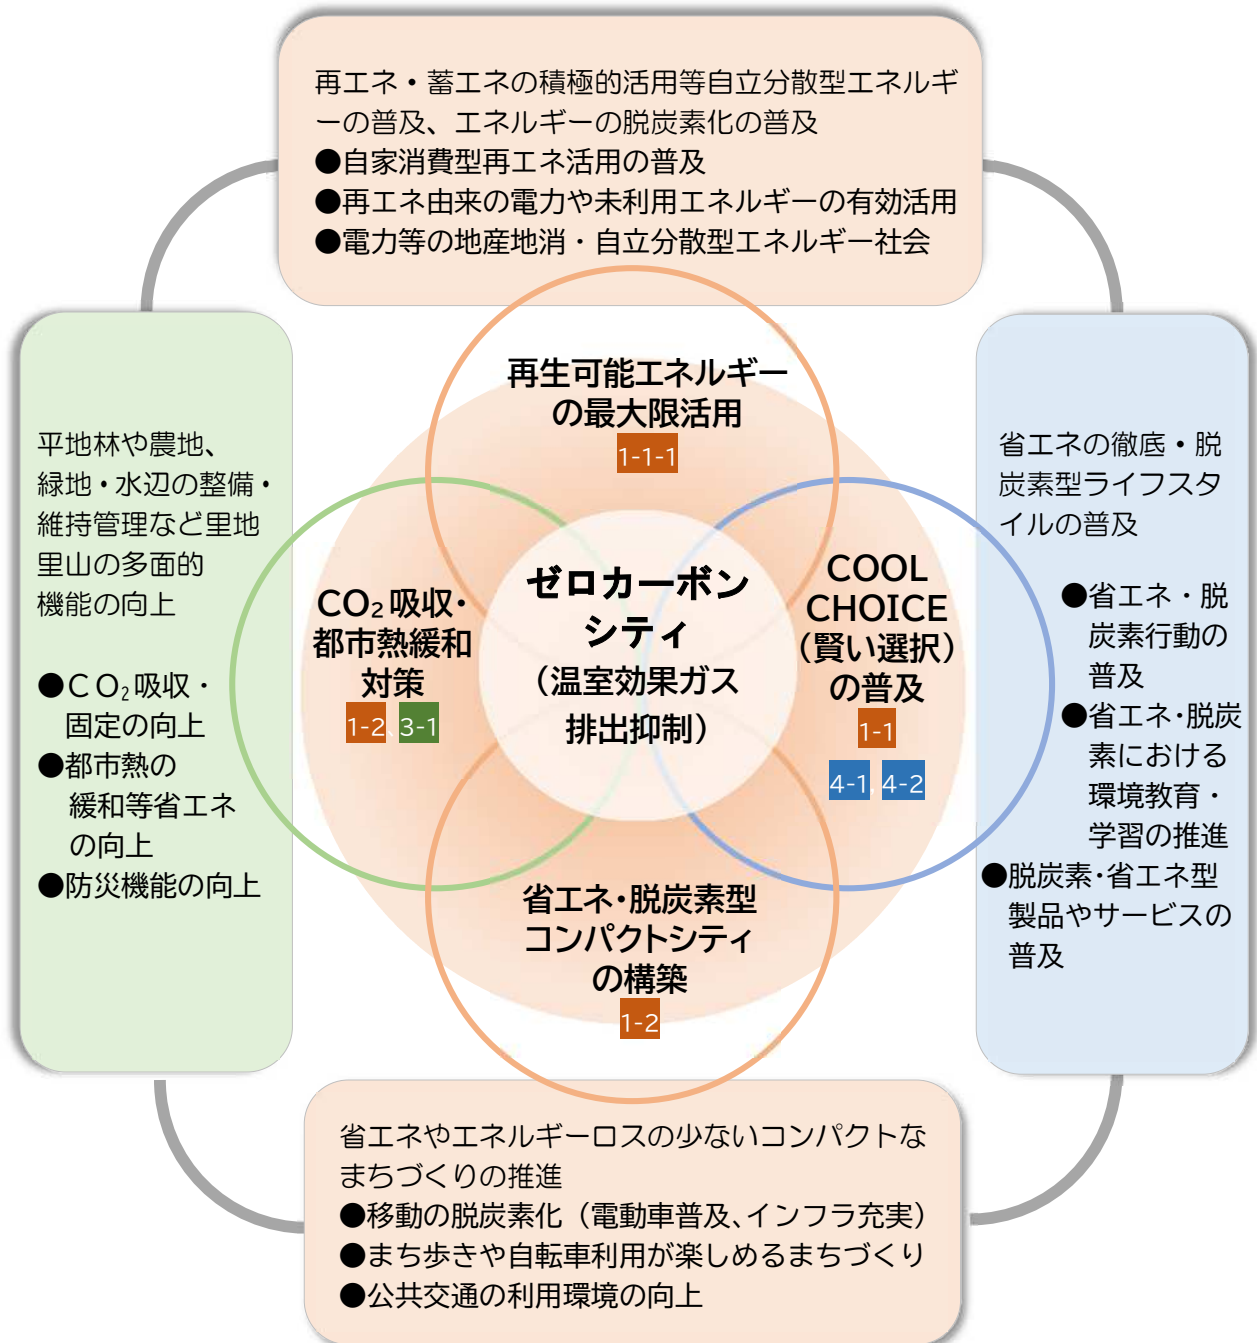 再エネ・蓄エネの積極的活用等自立分散型エネルギ
ーの普及、エネルギーの脱炭素化の普及
●自家消費型再エネ活用の普及
●再エネ由来の電力や未利用エネルギーの有効活用
●電力等の地産地消・自立分散型エネルギー社会
再生可能エネルギー
の最大限活用
1-1-1
平地林や農地、
緑地・水辺の整備・
維持管理など里地
里山の多面的
機能の向上
●CO₂吸収・
固定の向上
●都市熱の
緩和等省エネ
の向上
●防災機能の向上
CO₂吸収・
都市熱緩和
対策
1-2, 3-1
ゼロカーボン
シティ
（温室効果ガス
排出抑制）
COOL
CHOICE
（賢い選択）
の普及
1-1
4-1, 4-2
省エネの徹底・脱
炭素型ライフスタ
イルの普及
●省エネ・脱
炭素行動の
普及
●省エネ・脱炭
素における
環境教育・
学習の推進
●脱炭素・省エネ型
製品やサービスの
普及
省エネ・脱炭素型
コンパクトシティ
の構築
1-2
省エネやエネルギーロスの少ないコンパクトな
まちづくりの推進
●移動の脱炭素化（電動車普及、インフラ充実）
●まち歩きや自転車利用が楽しめるまちづくり
●公共交通の利用環境の向上